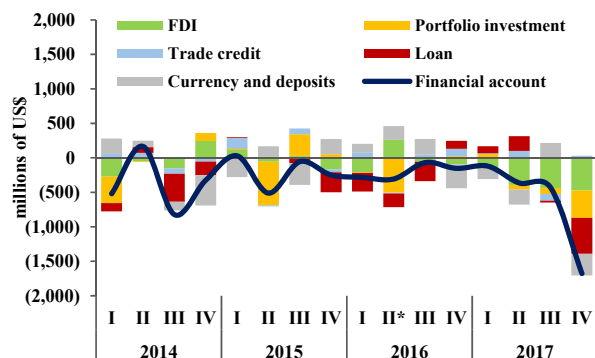 millions of US$
2,000
1,500
1,000
500
0
(500)
(1,000)
(1,500)
(2,000)
FDI Portfolio investment
Trade credit Loan
Currency and deposits Financial account
I II III IV I II III IV I II* III IV I II III IV
2014 2015 2016 2017